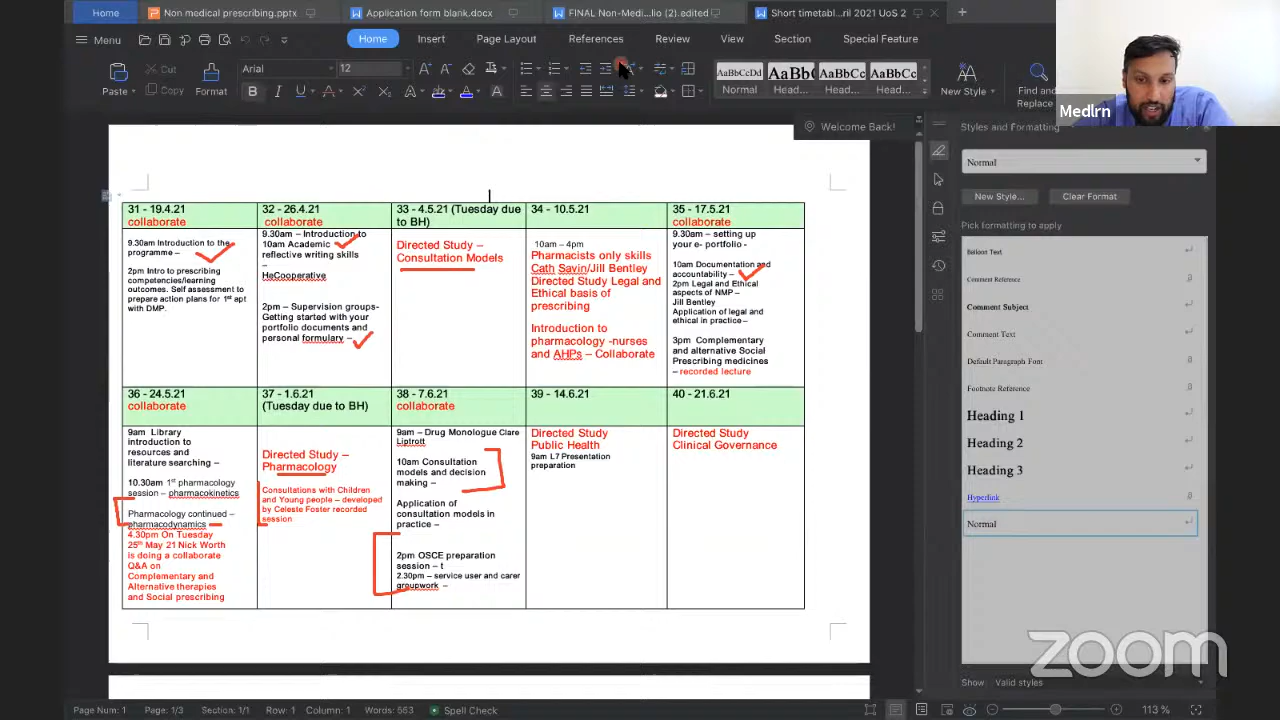 Home
Non medical prescribing.pptx
Application form blank.docx
FINAL Non-Medi...lio (2).edited
Short timetabl...ril 2021 UoS 2
Menu
Home
Insert
Page Layout
References
Review
View
Section
Special Feature
Paste
Cut
Copy
Format
Arial
12
AaBbCcDd
Normal
AaBb(
Head...
AaBbCc
Head...
AaBbCc
Head...
New Style
Find and
Replace
Medlrn
Welcome Back!
31 - 19.4.21
collaborate
32 - 26.4.21
collaborate
33 – 4.5.21 (Tuesday due
to BH)
34 - 10.5.21
35 - 17.5.21
collaborate
9.30am Introduction to the
programme –
2pm Intro to prescribing
competencies/learning
outcomes. Self assessment to
prepare action plans for 1st apt
with DMP.
9.30am – Introduction to
10am Academic
reflective writing skills
–
HeCooperative
2pm – Supervision groups-
Getting started with your
portfolio documents and
personal formulary –
Directed Study –
Consultation Models
10am – 4pm
Pharmacists only skills
Cath Savin/Jill Bentley
Directed Study Legal and
Ethical basis of
prescribing
Introduction to
pharmacology -nurses
and AHPs – Collaborate
9.30am – setting up
your e- portfolio -
10am Documentation and
accountability –
2pm Legal and Ethical
aspects of NMP –
Jill Bentley
Application of legal and
ethical in practice –
3pm Complementary
and alternative Social
Prescribing medicines
– recorded lecture
36 - 24.5.21
collaborate
37 - 1.6.21
(Tuesday due to BH)
38 - 7.6.21
collaborate
39 - 14.6.21
40 -21.6.21
9am Library
introduction to
resources and
literature searching –
10.30am 1st pharmacology
session – pharmacokinetics
Pharmacology continued –
pharmacodynamics
4.30pm On Tuesday
25th May 21 Nick Worth
is doing a collaborate
Q&A on
Complementary and
Alternative therapies
and Social prescribing
Directed Study –
Pharmacology
Consultations with Children
and Young people – developed
by Celeste Foster recorded
session
9am – Drug Monologue Clare
Liptrott
10am Consultation
models and decision
making –
Application of
consultation models in
practice –
2pm OSCE preparation
session – t
2.30pm – service user and carer
groupwork –
Directed Study
Public Health
9am L7 Presentation
preparation
Directed Study
Clinical Governance
Styles and Formatting
Normal
New Style...
Clear Format
Pick formatting to apply
Balloon Text
Comment Reference
Comment Subject
Comment Text
Default Paragraph Font
Footnote Reference
Heading 1
Heading 2
Heading 3
Hyperlink
Normal
Show:
Valid styles
zoom
Page Num: 1
Page: 1/3
Section: 1/1
Row: 1
Column: 1
Words: 563
Spell Check
113 %